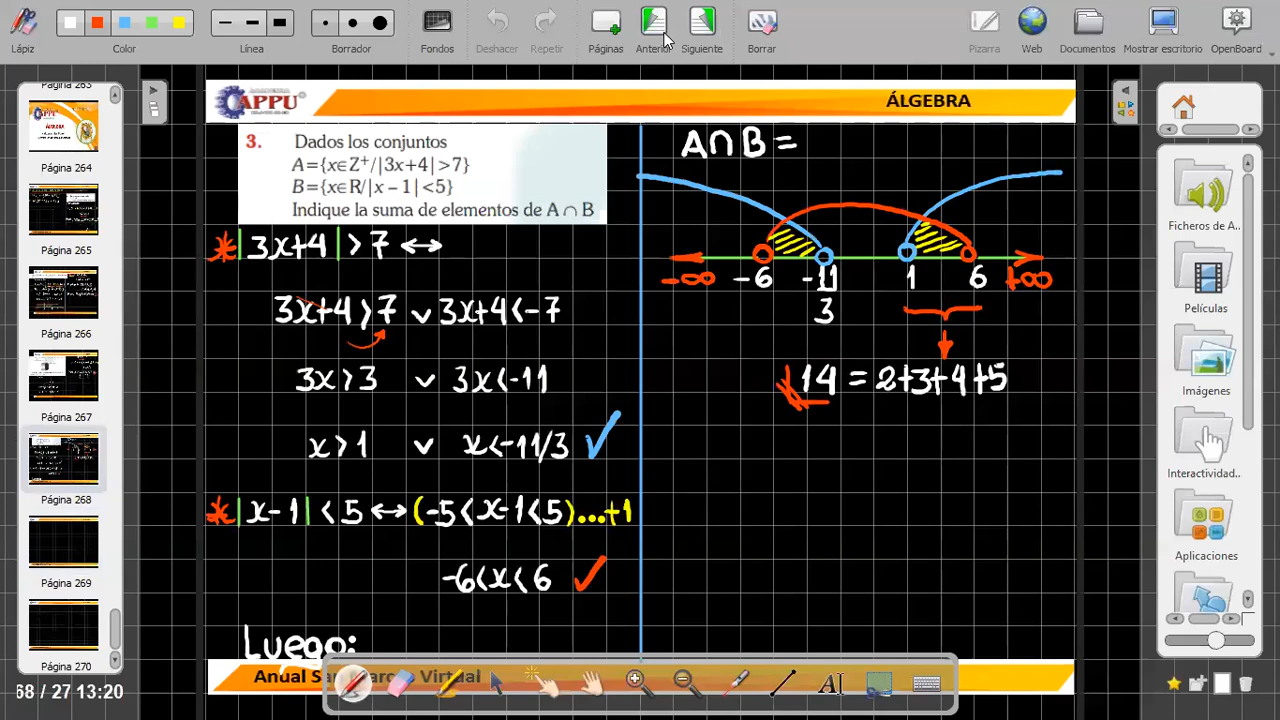 Lápiz
Color
Línea
Borrador
Fondos
Deshacer
Repetir
Páginas
Anterio
Siguiente
Borrar
Pizarra
Web
Documentos
Mostrar escritorio
OpenBoard
Página 263
Página 264
Página 265
Página 266
Página 267
Página 268
Página 269
Página 270
68 / 27 13:20
APPU
ÁLGEBRA
3. Dados los conjuntos
A={x∈Z⁺/|3x+4|>7}
B={x∈R/|x − 1|<5}
Indique la suma de elementos de A ∩ B
* |3x+4| > 7 ↔
3x+4 > 7 ∨ 3x+4 < -7
3x > 3 ∨ 3x < -11
x > 1 ∨ x < -11/3 ✓
* |x-1| < 5 ↔ (-5 < x-1 < 5)...+1
-6 < x < 6 ✓
Luego:
A∩B =
-∞ -6 -11 1 6 +∞
3
14 = 2+3+4+5
Anual San Marcos Virtual
Ficheros de A..
Películas
Imágenes
Interactividad..
Aplicaciones